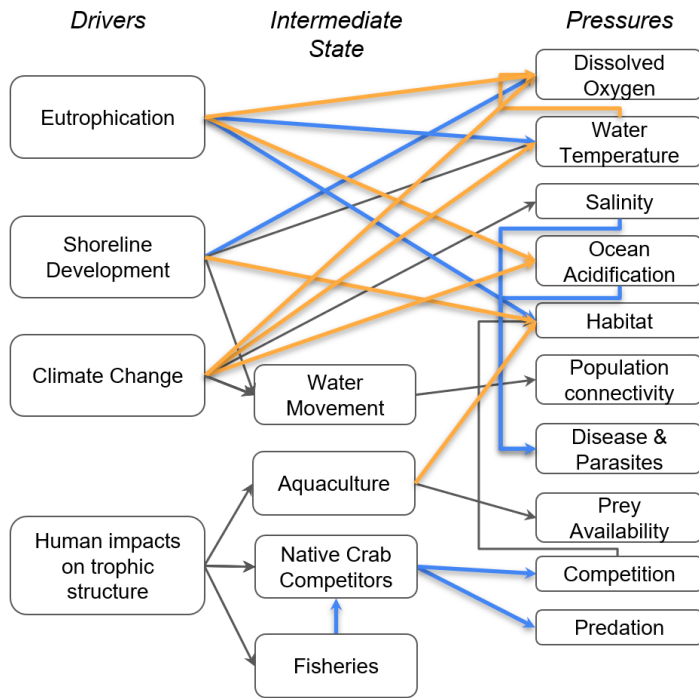 Drivers
Intermediate
State
Pressures
Eutrophication
Shoreline
Development
Climate Change
Human impacts
on trophic
structure
Water
Movement
Aquaculture
Native Crab
Competitors
Fisheries
Dissolved
Oxygen
Water
Temperature
Salinity
Ocean
Acidification
Habitat
Population
connectivity
Disease &
Parasites
Prey
Availability
Competition
Predation